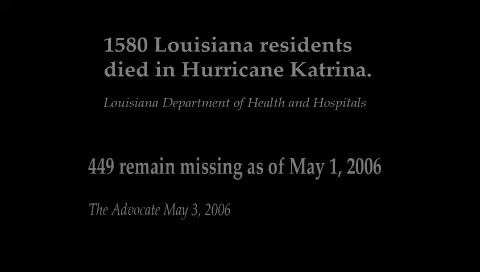 1580 Louisiana residents
died in Hurricane Katrina.
Louisiana Department of Health and Hospitals
449 remain missing as of May 1, 2006
The Advocate May 3, 2006